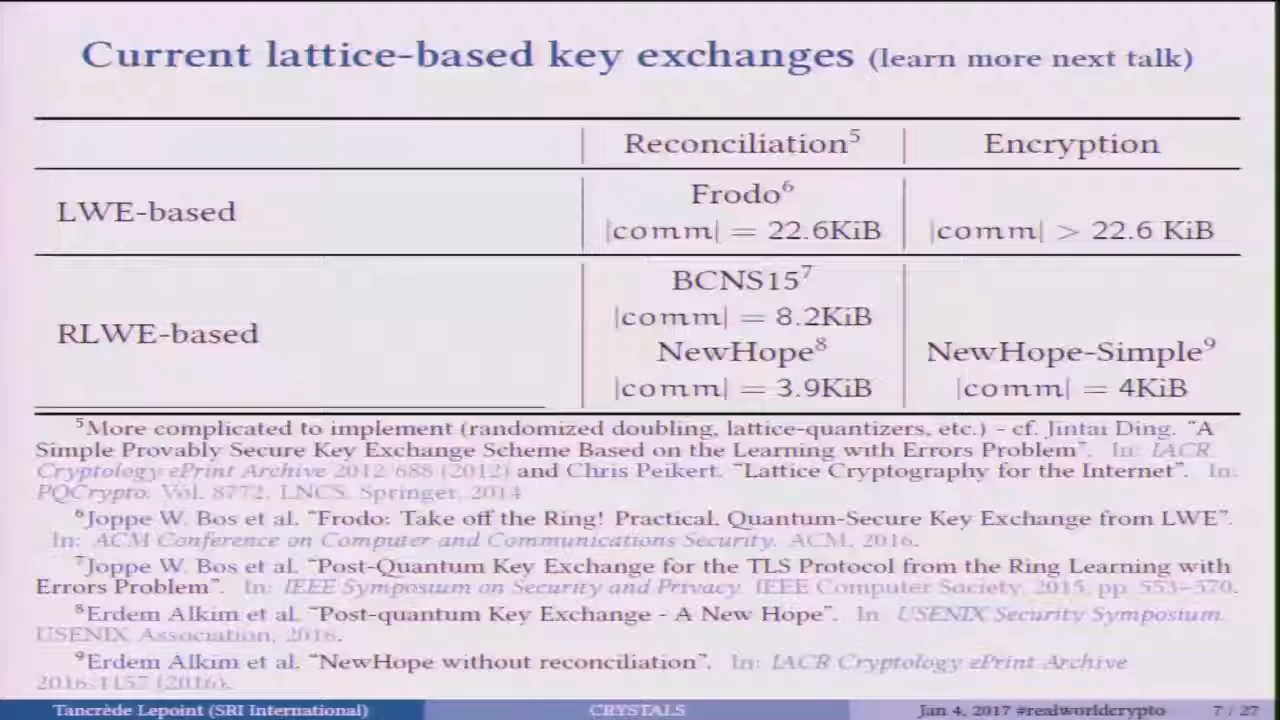 Current lattice-based key exchanges (learn more next talk)
Reconciliation5 Encryption
LWE-based
Frodo6
|comm| = 22.6KiB |comm| > 22.6 KiB
BCNS157
|comm| = 8.2KiB
RLWE-based
NewHope8 NewHope-Simple9
|comm| = 3.9KiB |comm| = 4KiB
5More complicated to implement (randomized doubling, lattice-quantizers, etc.) - cf. Jintai Ding. “A
Simple Provably Secure Key Exchange Scheme Based on the Learning with Errors Problem”. In: IACR
Cryptology ePrint Archive 2012/688 (2012) and Chris Peikert. “Lattice Cryptography for the Internet”. In:
PQCrypto. Vol. 8772. LNCS. Springer, 2014
6Joppe W. Bos et al. “Frodo: Take off the Ring! Practical, Quantum-Secure Key Exchange from LWE”.
In: ACM Conference on Computer and Communications Security. ACM, 2016.
7Joppe W. Bos et al. “Post-Quantum Key Exchange for the TLS Protocol from the Ring Learning with
Errors Problem”. In: IEEE Symposium on Security and Privacy. IEEE Computer Society, 2015, pp. 553–570.
8Erdem Alkim et al. “Post-quantum Key Exchange - A New Hope”. In: USENIX Security Symposium.
USENIX Association, 2016.
9Erdem Alkim et al. “NewHope without reconciliation”. In: IACR Cryptology ePrint Archive
2016/1157 (2016).
Tancrède Lepoint (SRI International) CRYSTALS Jan 4, 2017 #realworldcrypto 7 / 27